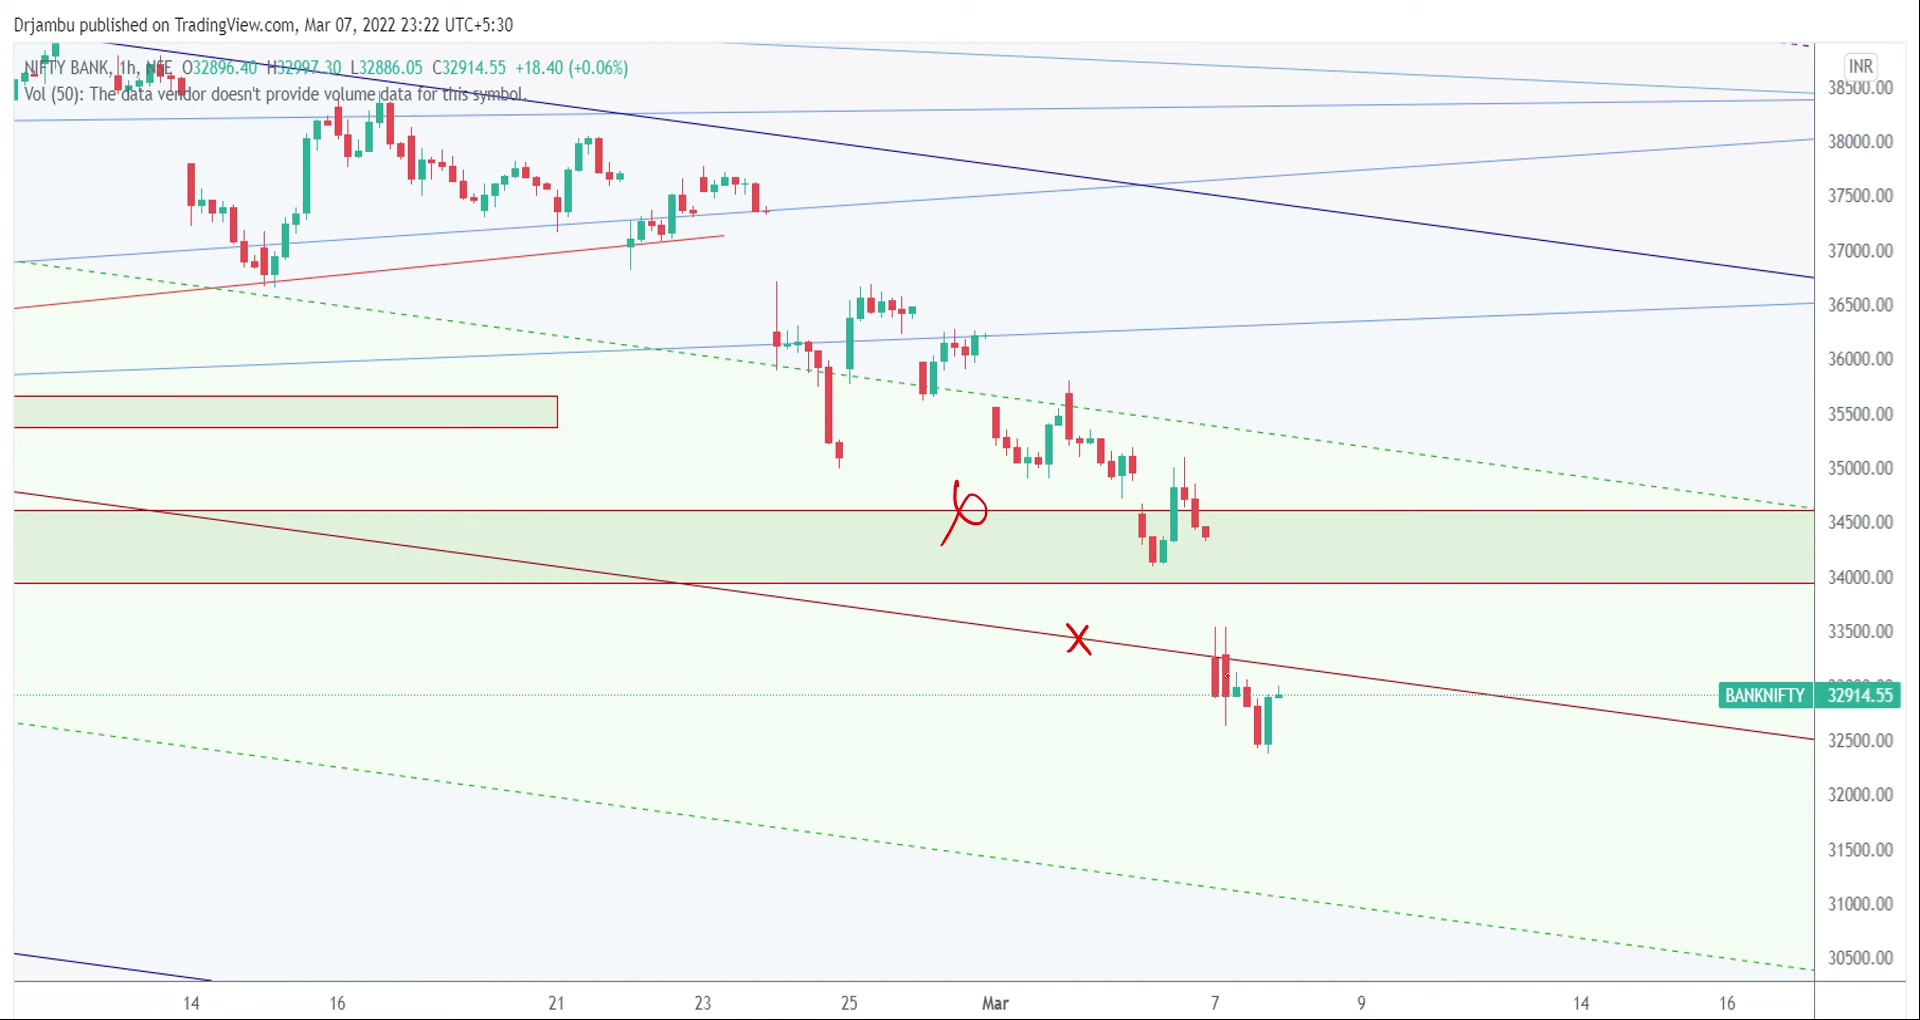 Drjambu published on TradingView.com, Mar 07, 2022 23:22 UTC+5:30
NIFTY BANK, 1h, NSE O32896.40 H32997.30 L32886.05 C32914.55 +18.40 (+0.06%)
Vol (50): The data vendor doesn't provide volume data for this symbol.
INR
38500.00
38000.00
37500.00
37000.00
36500.00
36000.00
35500.00
35000.00
34500.00
34000.00
33500.00
BANKNIFTY 32914.55
32500.00
32000.00
31500.00
31000.00
30500.00
14 16 21 23 25 Mar 7 9 14 16